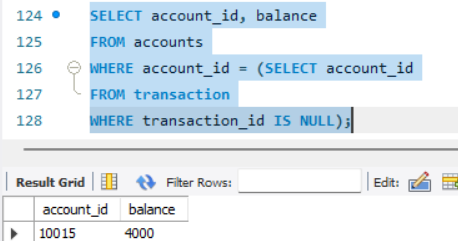 124 SELECT account_id, balance
125 FROM accounts
126 WHERE account_id = (SELECT account_id
127 FROM transaction
128 WHERE transaction_id IS NULL);
Result Grid Filter Rows: Edit:
account_id balance
10015 4000